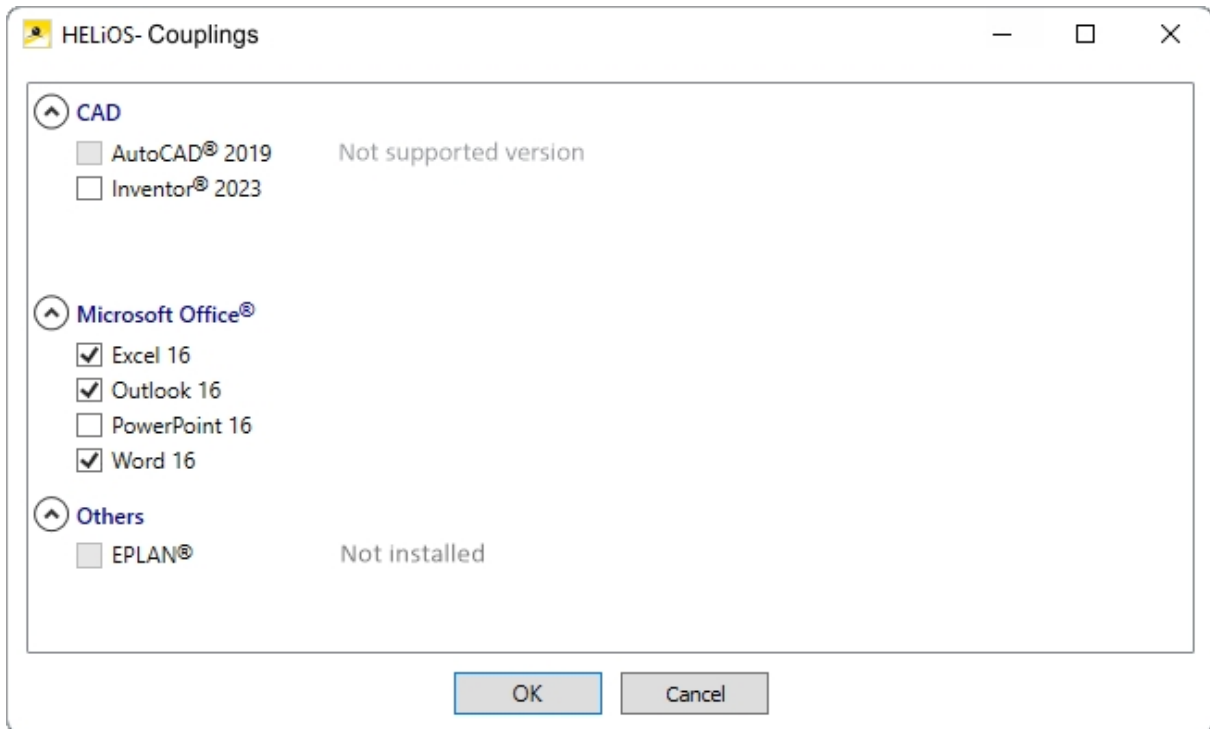 HELiOS- Couplings
CAD
AutoCAD® 2019 Not supported version
Inventor® 2023
Microsoft Office®
Excel 16
Outlook 16
PowerPoint 16
Word 16
Others
EPLAN® Not installed
OK Cancel